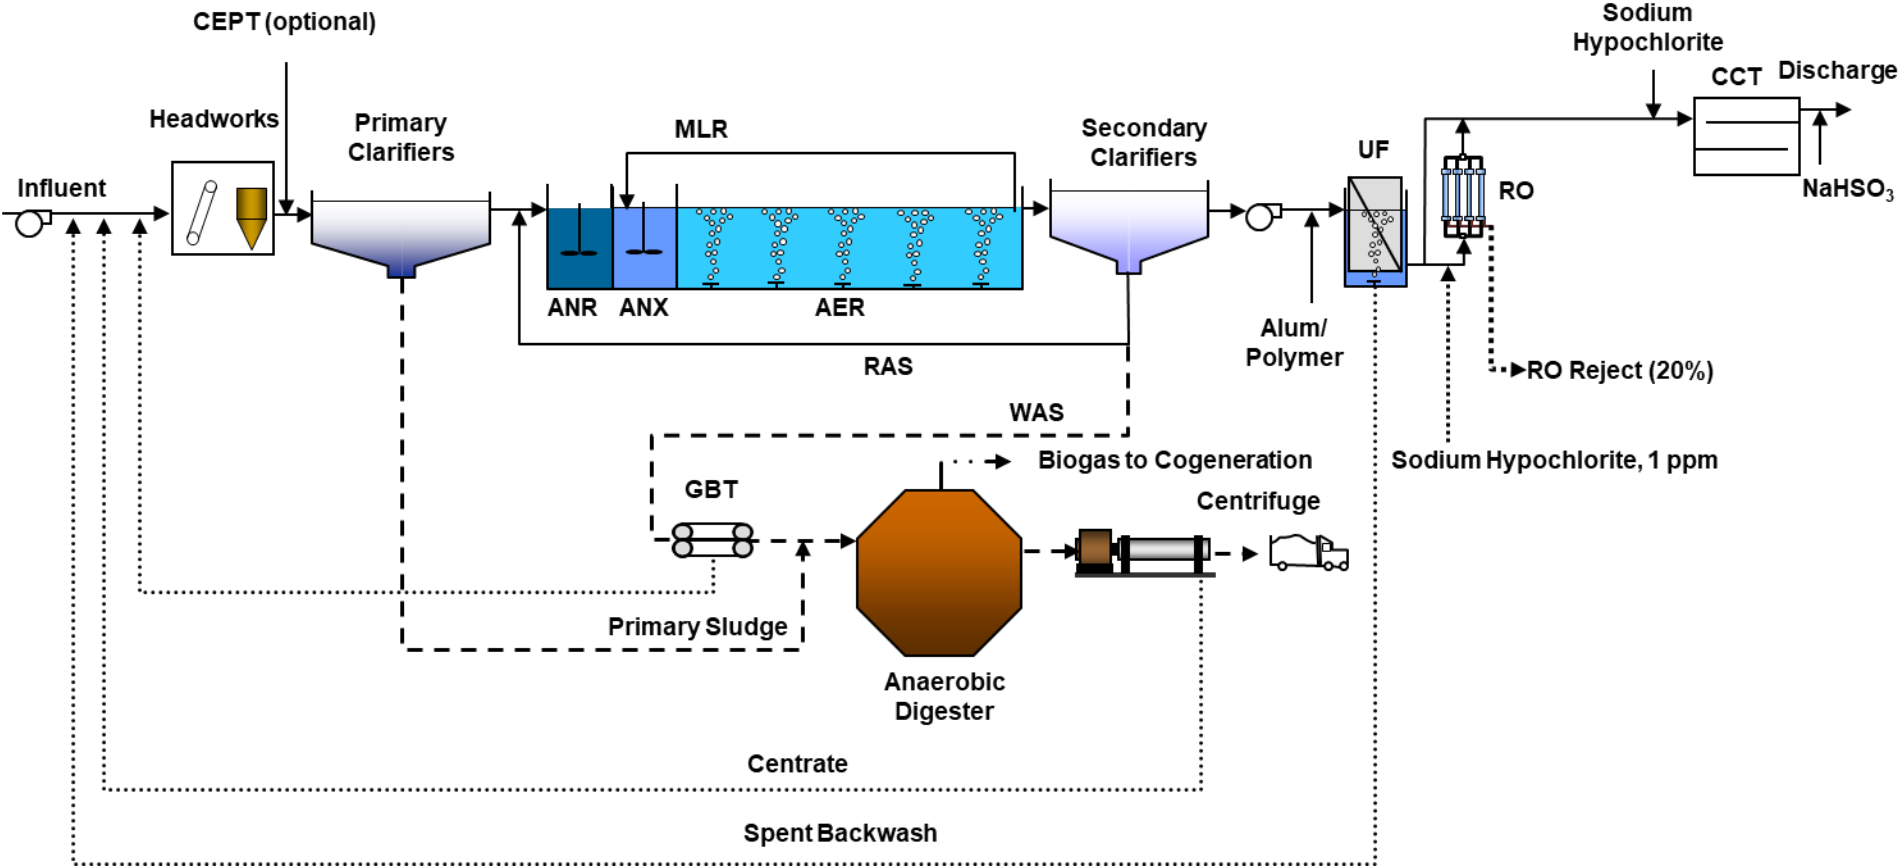 CEPT (optional)
Sodium
Hypochlorite
CCT
Discharge
Headworks
Primary
Clarifiers
MLR
Secondary
Clarifiers
UF
Influent
RO
NaHSO3
ANR
ANX
AER
Alum/
Polymer
RAS
RO Reject (20%)
WAS
Biogas to Cogeneration
Sodium Hypochlorite, 1 ppm
GBT
Centrifuge
Primary Sludge
Anaerobic
Digester
Centrate
Spent Backwash